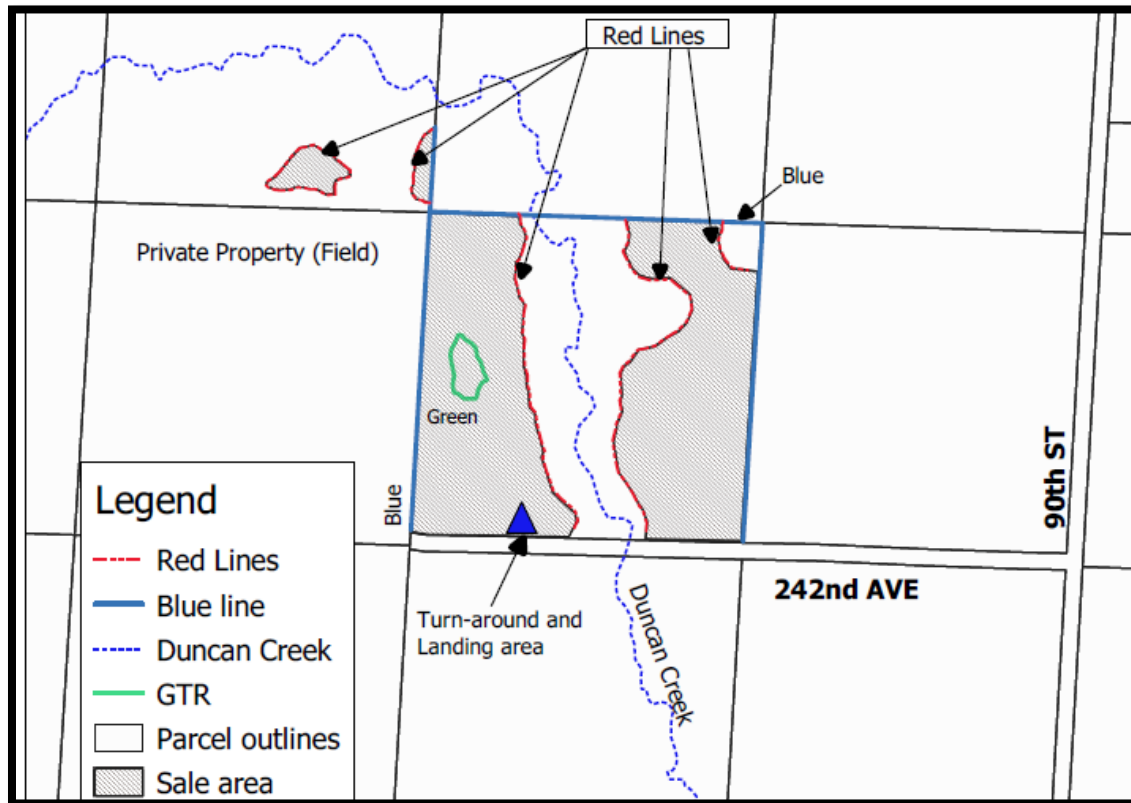 Red Lines
Blue
Private Property (Field)
Green
Blue
90th ST
242nd AVE
Turn-around and
Landing area
Duncan Creek
Legend
Red Lines
Blue line
Duncan Creek
GTR
Parcel outlines
Sale area